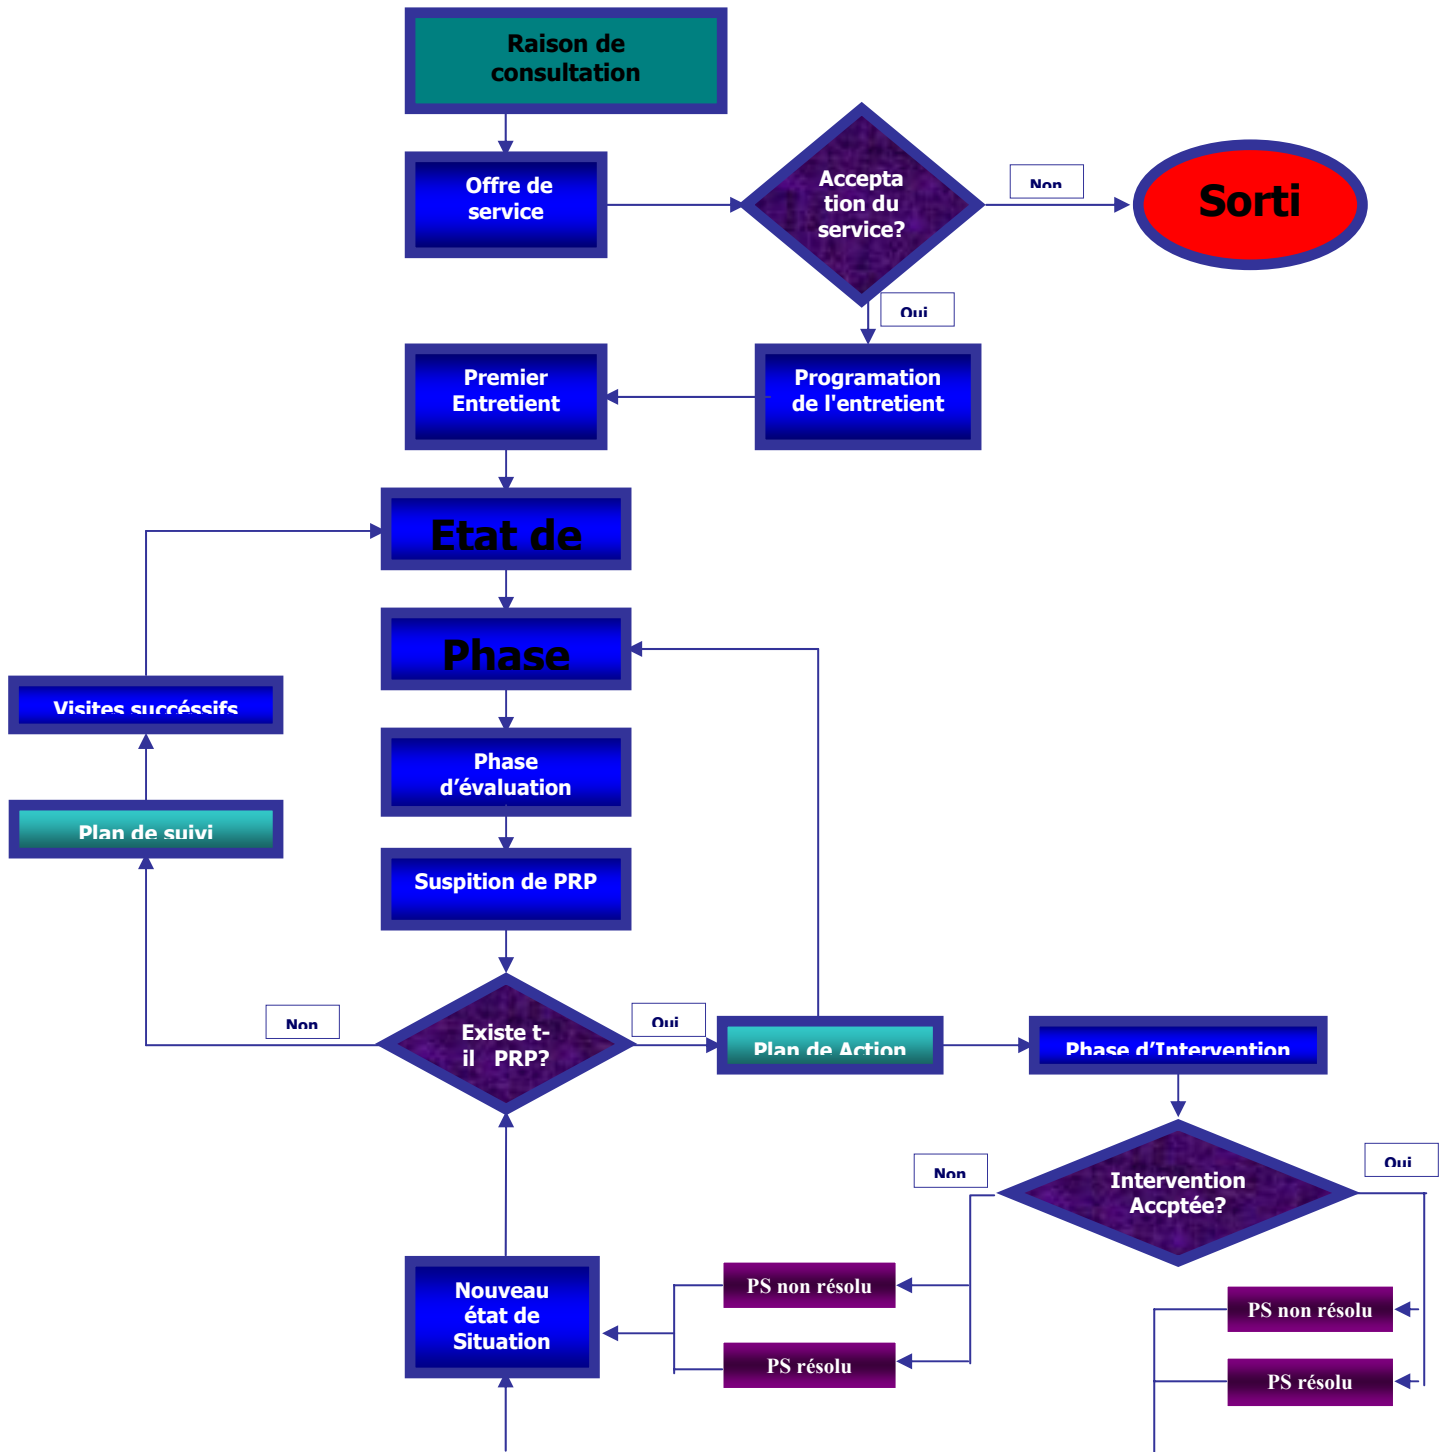 Raison de
consultation
Offre de
service
Accepta
tion du
service?
Non
Sorti
Oui
Premier
Entretient
Programation
de l'entretient
Etat de
Phase
Visites succéssifs
Phase
d’évaluation
Plan de suivi
Suspition de PRP
Non
Existe t-
il PRP?
Oui
Plan de Action
Phase d’Intervention
Non
Intervention
Accptée?
Oui
Nouveau
état de
Situation
PS non résolu
PS résolu
PS non résolu
PS résolu